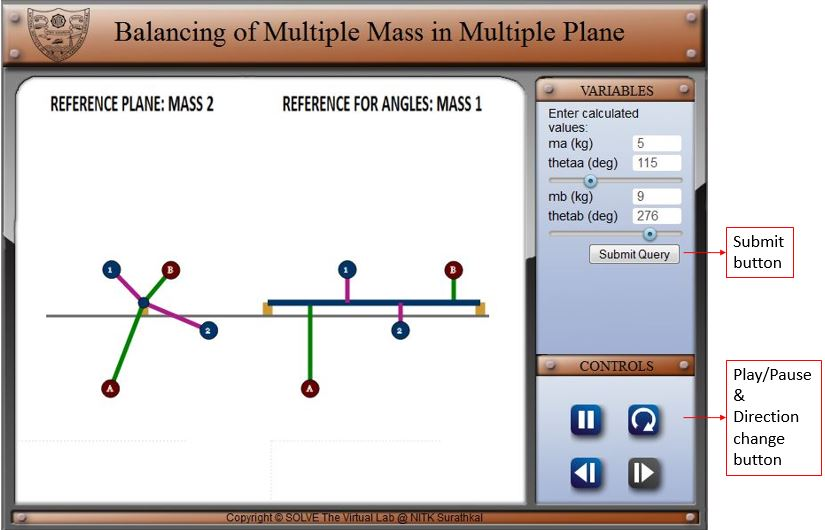 Balancing of Multiple Mass in Multiple Plane
REFERENCE PLANE: MASS 2
REFERENCE FOR ANGLES: MASS 1
1
B
2
A
1
B
2
A
VARIABLES
Enter calculated
values:
ma (kg) 5
thetaa (deg) 115
mb (kg) 9
thetab (deg) 276
Submit Query
Submit
button
CONTROLS
Play/Pause
&
Direction
change
button
Copyright © SOLVE The Virtual Lab @ NITK Surathkal